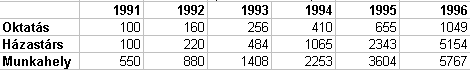 1991 1992 1993 1994 1995 1996
Oktatás 100 160 256 410 655 1049
Házastárs 100 220 484 1065 2343 5154
Munkahely 550 880 1408 2253 3604 5767